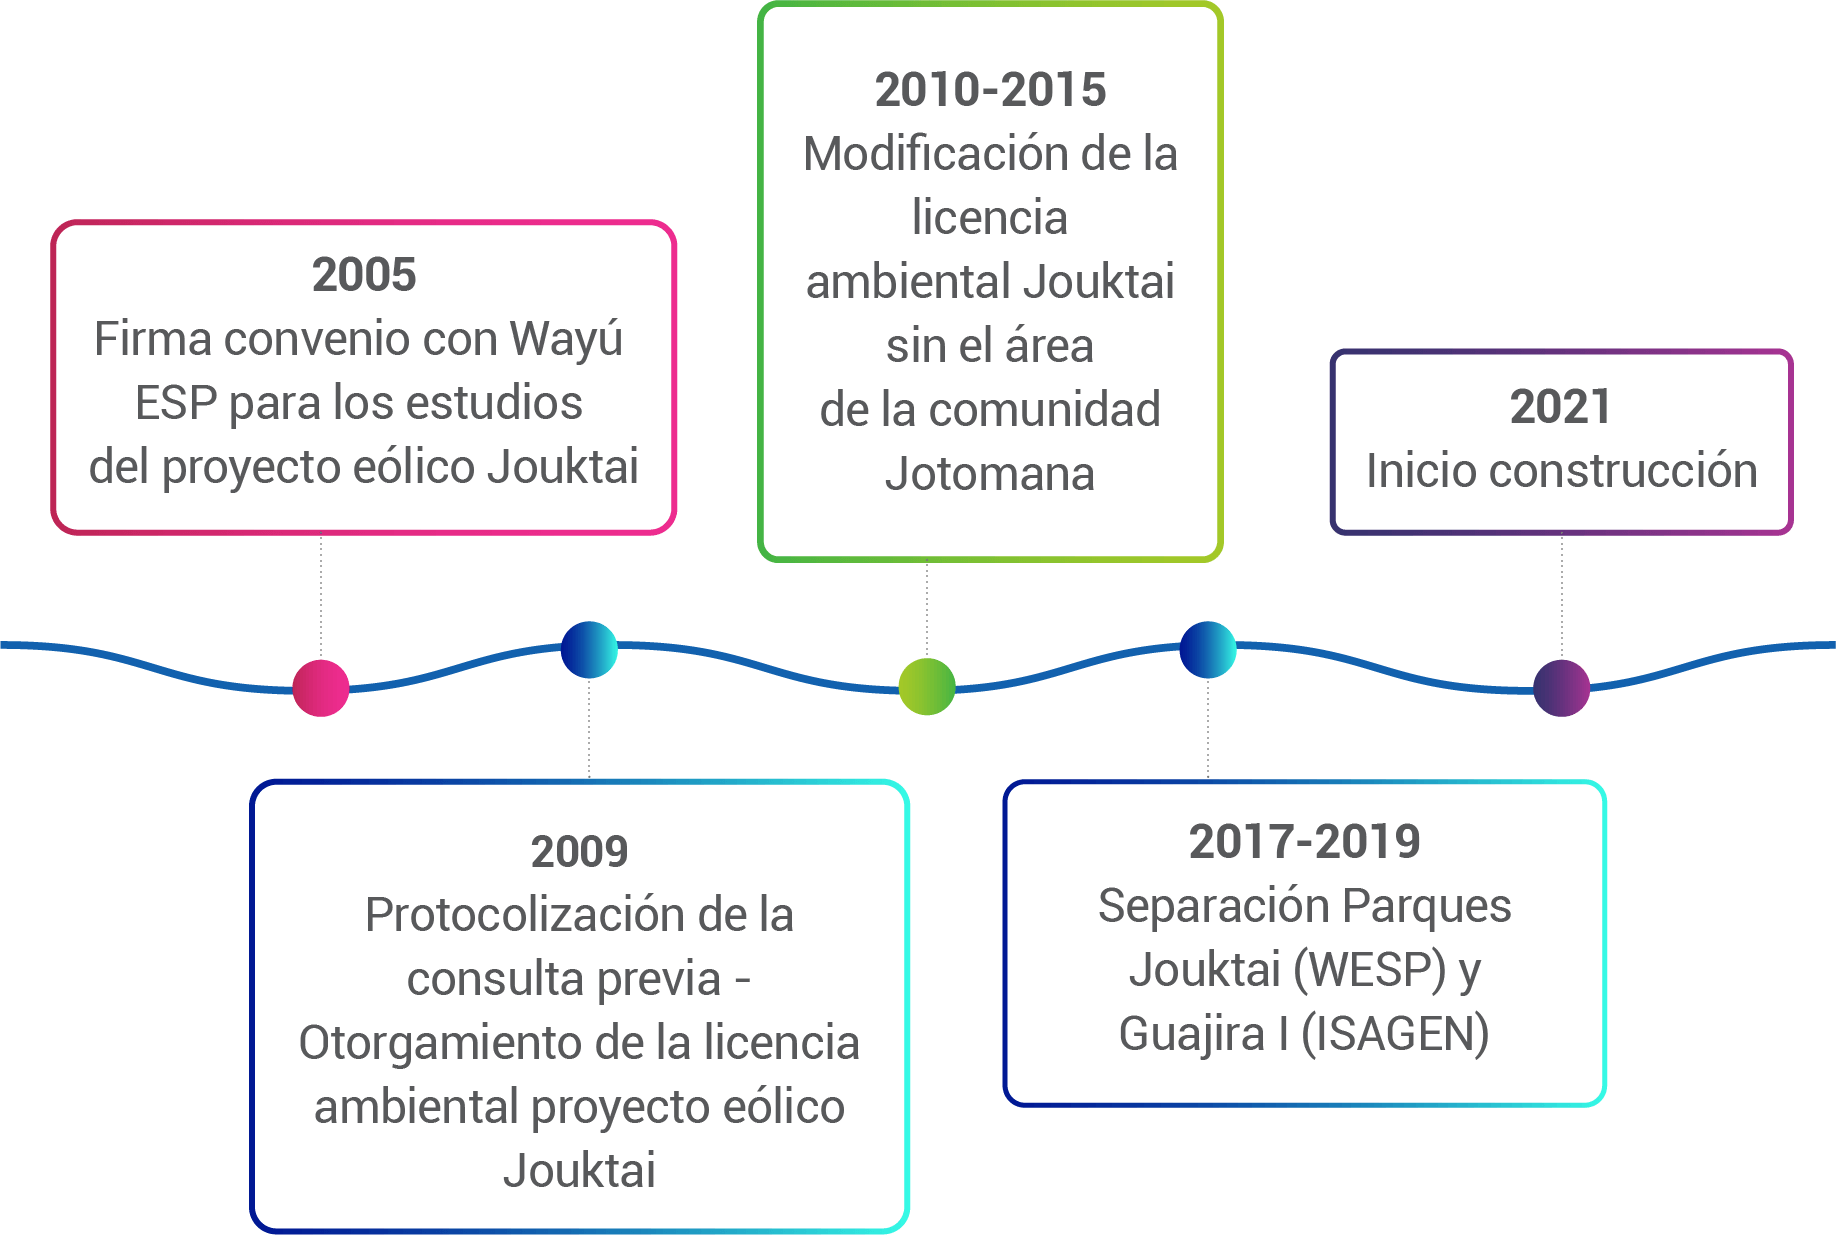 2005
Firma convenio con Wayú
ESP para los estudios
del proyecto eólico Jouktai
2009
Protocolización de la
consulta previa -
Otorgamiento de la licencia
ambiental proyecto eólico
Jouktai
2010-2015
Modificación de la
licencia
ambiental Jouktai
sin el área
de la comunidad
Jotomana
2017-2019
Separación Parques
Jouktai (WESP) y
Guajira I (ISAGEN)
2021
Inicio construcción